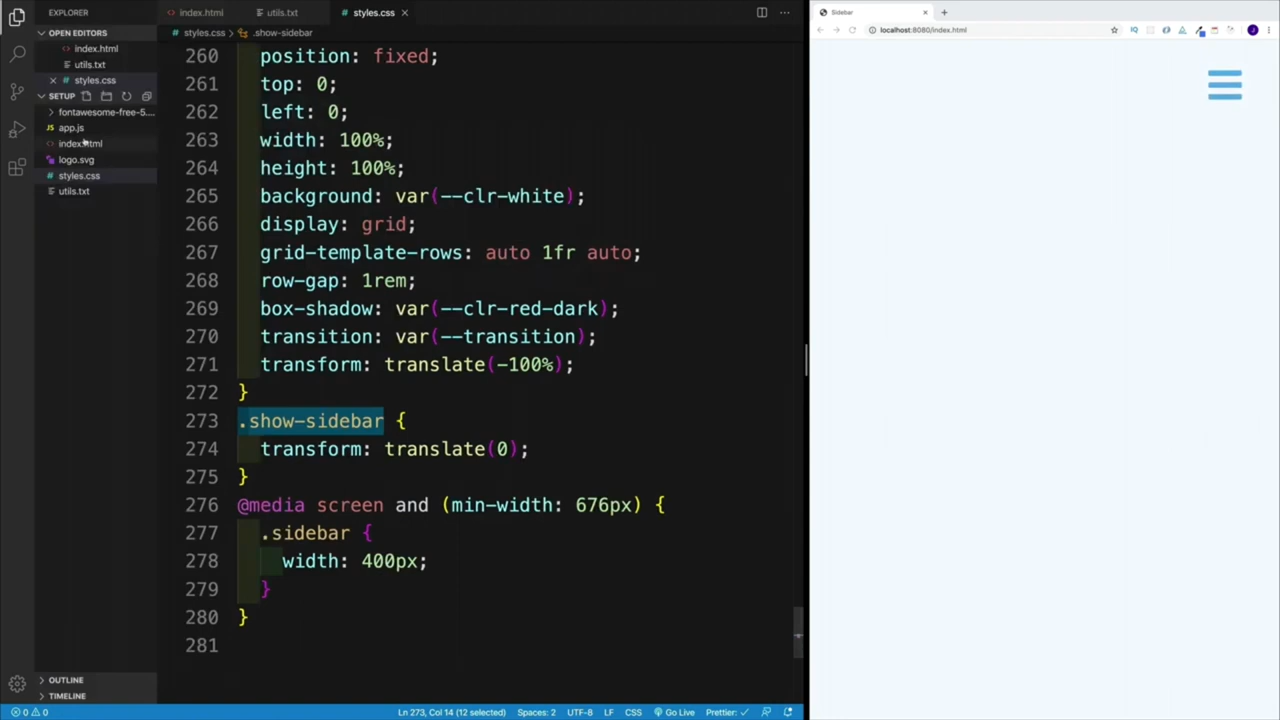 EXPLORER
OPEN EDITORS
index.html
utils.txt
styles.css
SETUP
fontawesome-free-5....
app.js
index.html
logo.svg
styles.css
utils.txt
OUTLINE
TIMELINE
index.html utils.txt styles.css
styles.css > .show-sidebar
260 position: fixed;
261 top: 0;
262 left: 0;
263 width: 100%;
264 height: 100%;
265 background: var(--clr-white);
266 display: grid;
267 grid-template-rows: auto 1fr auto;
268 row-gap: 1rem;
269 box-shadow: var(--clr-red-dark);
270 transition: var(--transition);
271 transform: translate(-100%);
272 }
273 .show-sidebar {
274 transform: translate(0);
275 }
276 @media screen and (min-width: 676px) {
277 .sidebar {
278 width: 400px;
279 }
280 }
281
0 0 Ln 273, Col 14 (12 selected) Spaces: 2 UTF-8 LF CSS Go Live Prettier: ✓
Sidebar
localhost:8080/index.html
J